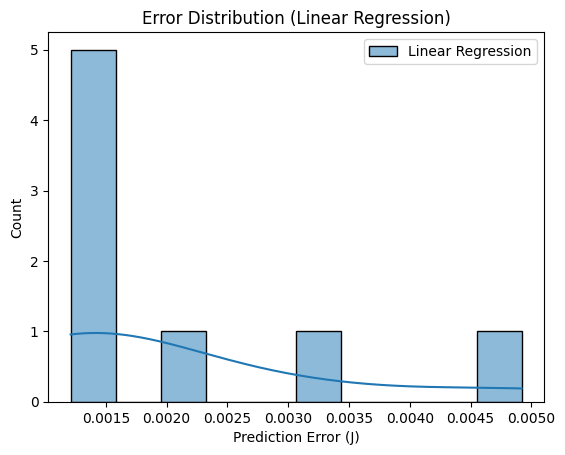 Error Distribution (Linear Regression)
Linear Regression
5
4
3
2
1
0
Count
0.0015 0.0020 0.0025 0.0030 0.0035 0.0040 0.0045 0.0050
Prediction Error (J)